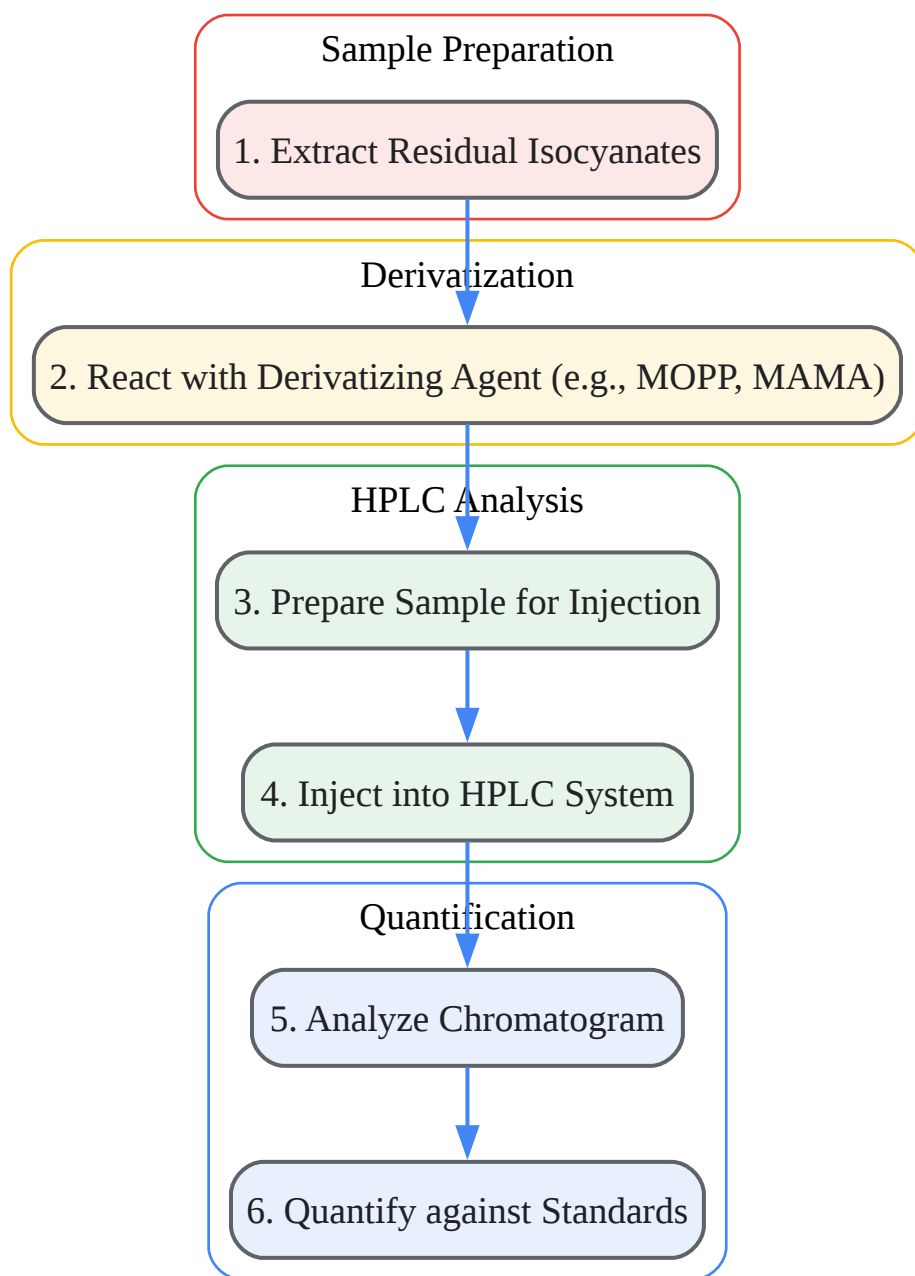 Sample Preparation
1. Extract Residual Isocyanates
Derivatization
2. React with Derivatizing Agent (e.g., MOPP, MAMA)
HPLC Analysis
3. Prepare Sample for Injection
4. Inject into HPLC System
Quantification
5. Analyze Chromatogram
6. Quantify against Standards